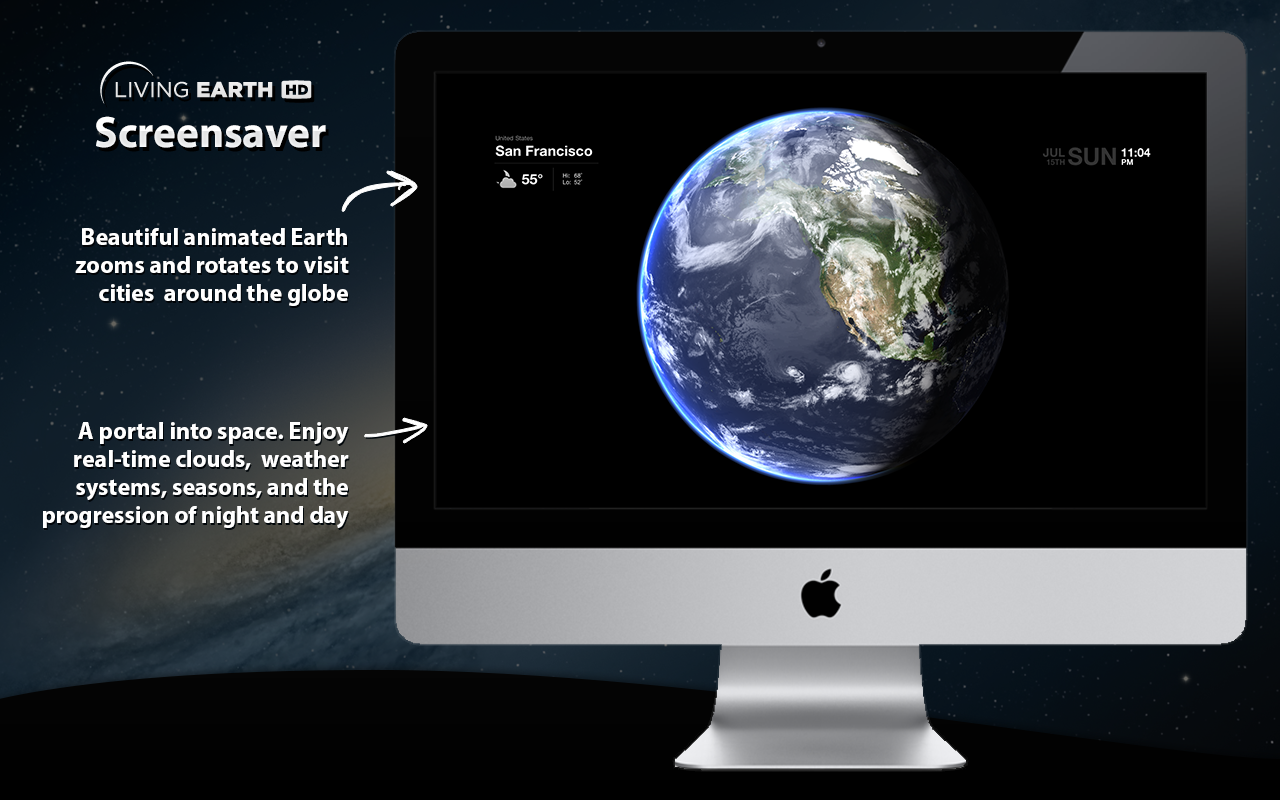 LIVING EARTH HD
Screensaver
Beautiful animated Earth
zooms and rotates to visit
cities around the globe
A portal into space. Enjoy
real-time clouds, weather
systems, seasons, and the
progression of night and day
United States
San Francisco
55°
Hi: 68°
Lo: 52°
JUL
15TH
SUN
11:04
PM